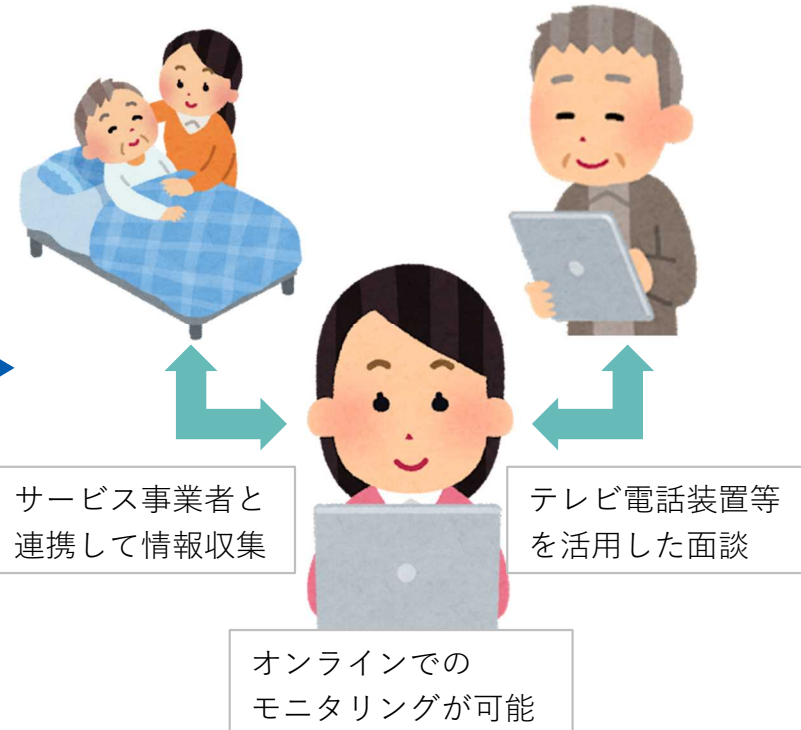 サービス事業者と
連携して情報収集
テレビ電話装置等
を活用した面談
オンラインでの
モニタリングが可能